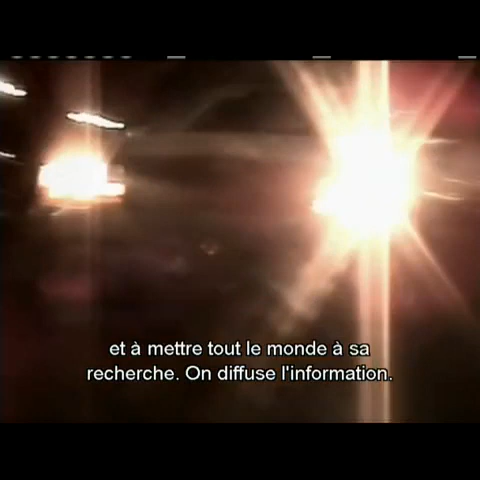 et à mettre tout le monde à sa
recherche. On diffuse l'information.